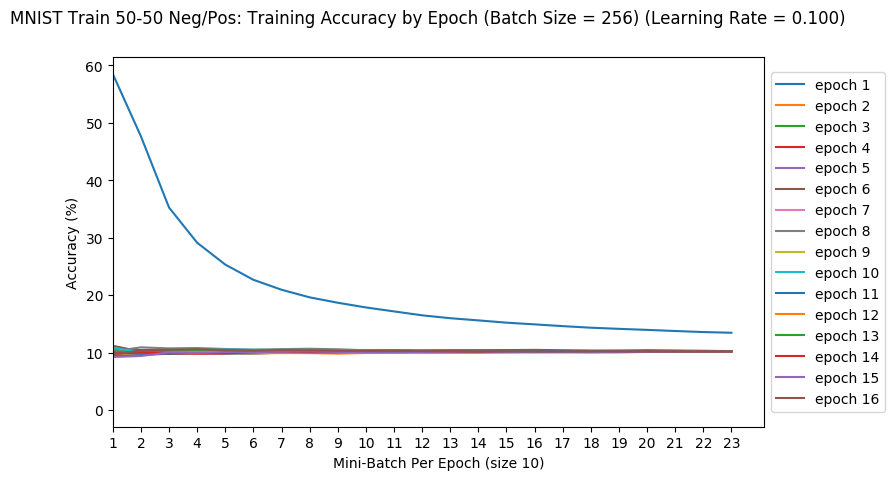 MNIST Train 50-50 Neg/Pos: Training Accuracy by Epoch (Batch Size = 256) (Learning Rate = 0.100)
60
50
40
30
20
10
0
Accuracy (%)
1 2 3 4 5 6 7 8 9 10 11 12 13 14 15 16 17 18 19 20 21 22 23
Mini-Batch Per Epoch (size 10)
epoch 1
epoch 2
epoch 3
epoch 4
epoch 5
epoch 6
epoch 7
epoch 8
epoch 9
epoch 10
epoch 11
epoch 12
epoch 13
epoch 14
epoch 15
epoch 16